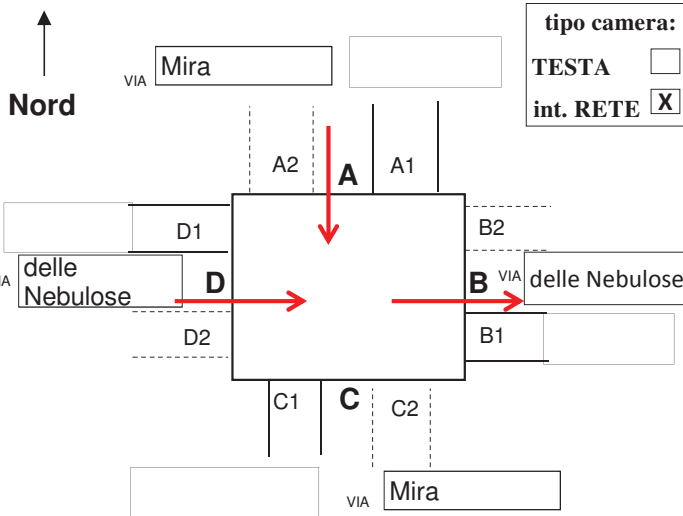 tipo camera:
VIA Mira
TESTA
Nord
int. RETE X
A2 A A1
D1 B2
delle
Nebulose
D B VIA delle Nebulose
D2 B1
C1 C C2
VIA Mira